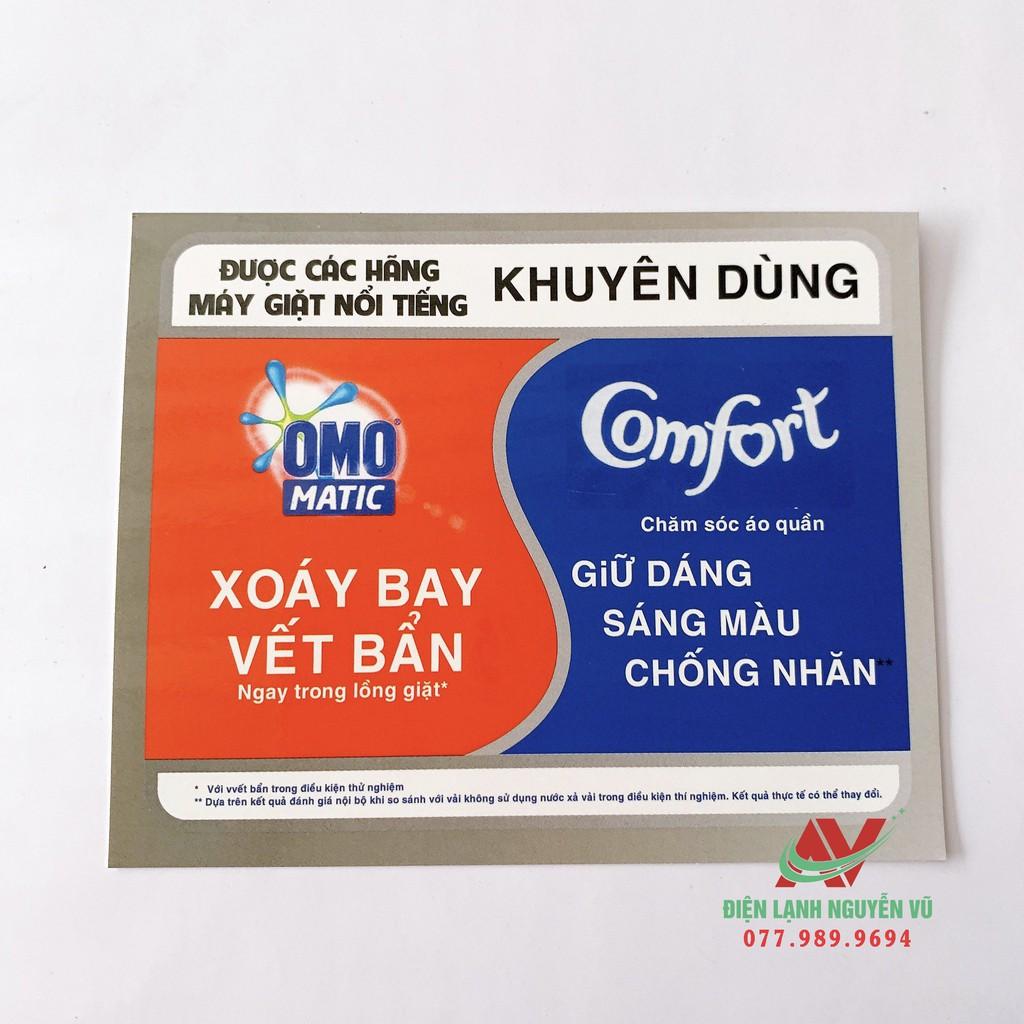 ĐƯỢC CÁC HÃNG
MÁY GIẶT NỔI TIẾNG
KHUYÊN DÙNG
OMO®
MATIC
XOÁY BAY
VẾT BẨN
Ngay trong lồng giặt*
Comfort
Chăm sóc áo quần
GiỮ DÁNG
SÁNG MÀU
CHỐNG NHĂN**
* Với vvết bẩn trong điều kiện thử nghiệm
** Dựa trên kết quả đánh giá nội bộ khi so sánh với vải không sử dụng nước xả vải trong điều kiện thí nghiệm. Kết quả thực tế có thể thay đổi.
AV
ĐIỆN LẠNH NGUYỄN VŨ
077.989.9694